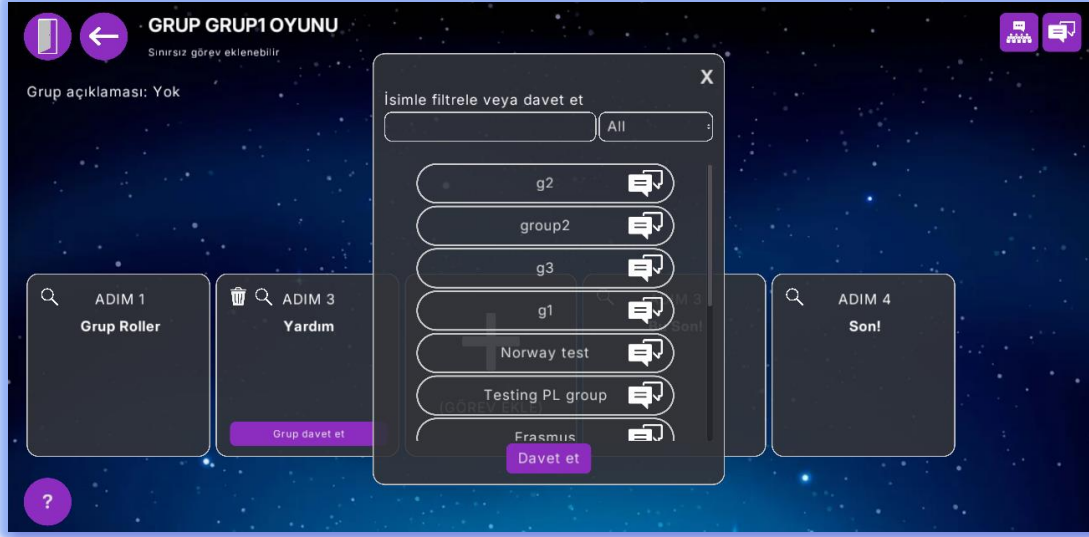 GRUP GRUP1 OYUNU
Sınırsız görev eklenebilir
Grup açıklaması: Yok
X
İsimle filtrele veya davet et
All
g2
group2
g3
g1
Norway test
Testing PL group
Erasmus
Davet et
ADIM 1
Grup Roller
ADIM 3
Yardım
Grup davet et
(GÖREV EKLE)
M 3
Son!
ADIM 4
Son!
?